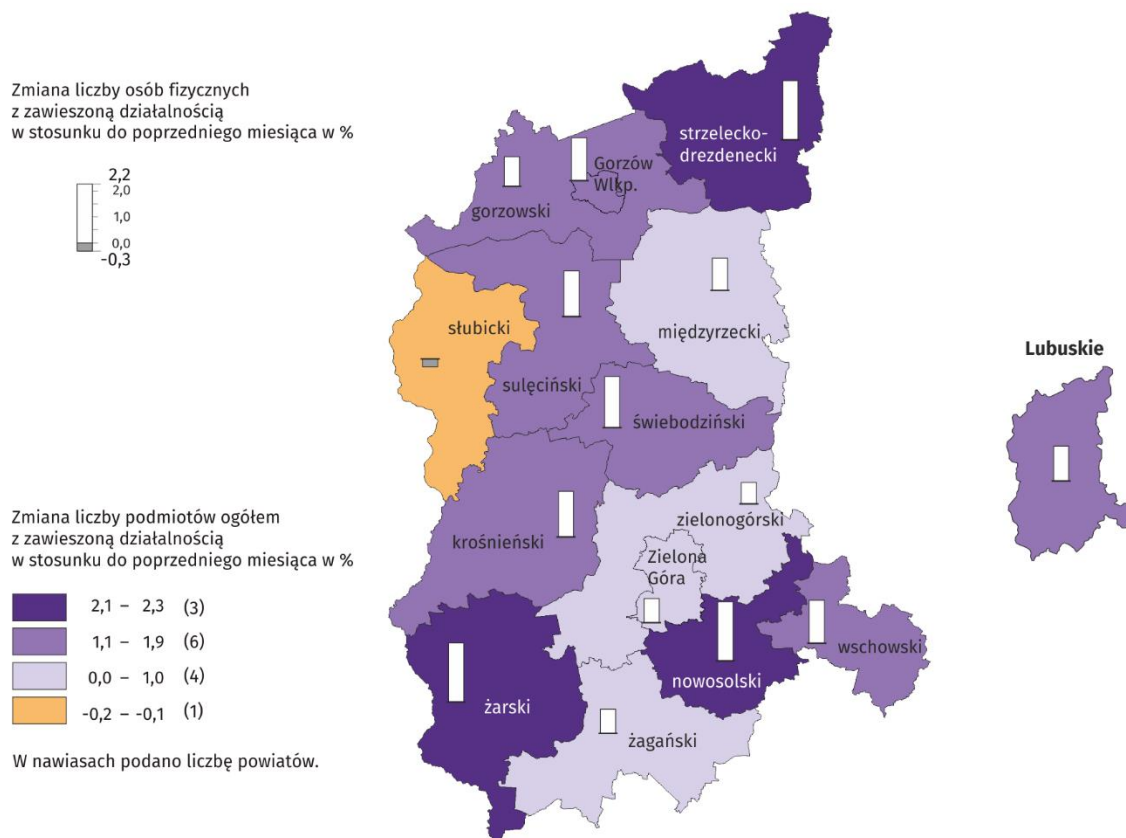 Zmiana liczby osób fizycznych
z zawieszoną działalnością
w stosunku do poprzedniego miesiąca w %
2,2
2,0
1,0
0,0
-0,3
Zmiana liczby podmiotów ogółem
z zawieszoną działalnością
w stosunku do poprzedniego miesiąca w %
2,1 – 2,3 (3)
1,1 – 1,9 (6)
0,0 – 1,0 (4)
-0,2 – -0,1 (1)
W nawiasach podano liczbę powiatów.
strzelecko-
drezdenecki
Gorzów
Wlkp.
gorzowski
słubicki
międzyrzecki
sulęciński
świebodziński
zielonogórski
krośnieński
Zielona
Góra
wschowski
nowosolski
żarski
żagański
Lubuskie